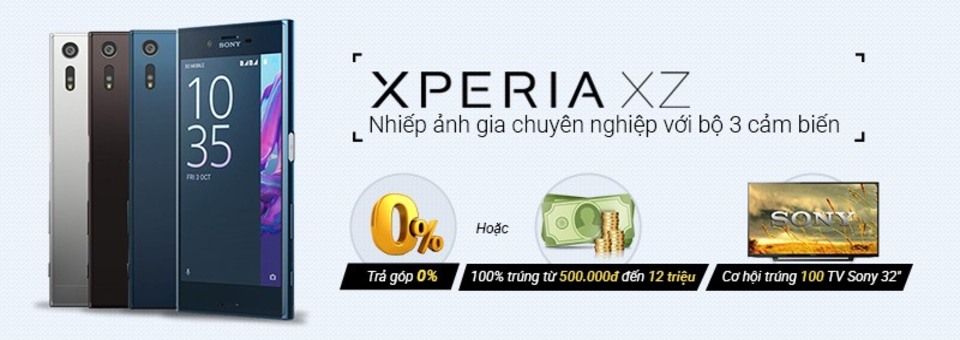 SONY
10
35
FRI 3 OCT
XPERIA XZ
Nhiếp ảnh gia chuyên nghiệp với bộ 3 cảm biến
0%
Hoặc
SONY
Trả góp 0%
100% trúng từ 500.000đ đến 12 triệu
Cơ hội trúng 100 TV Sony 32"